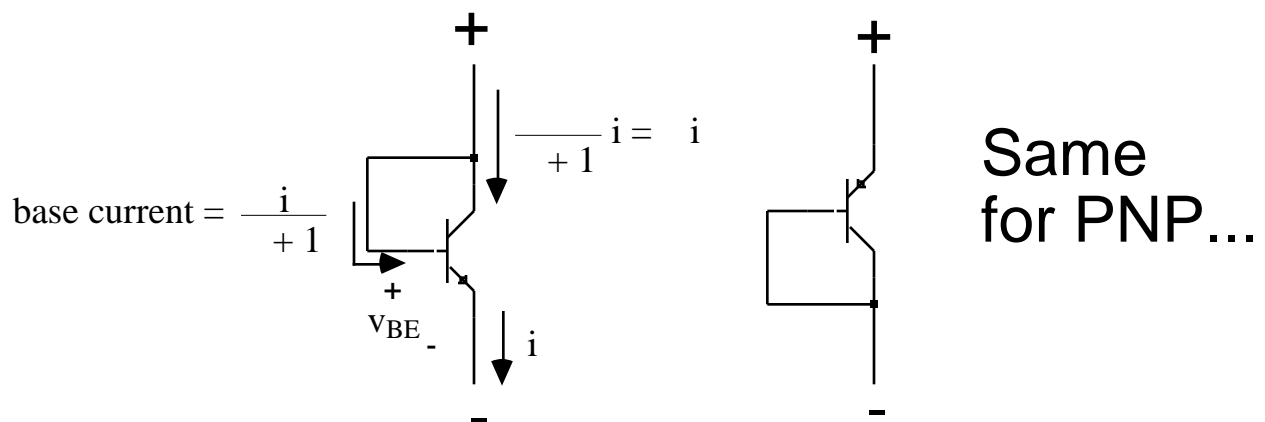 +
+
i = i
+ 1
Same
for PNP...
base current = i
+ 1
+
vBE
-
i
-
-